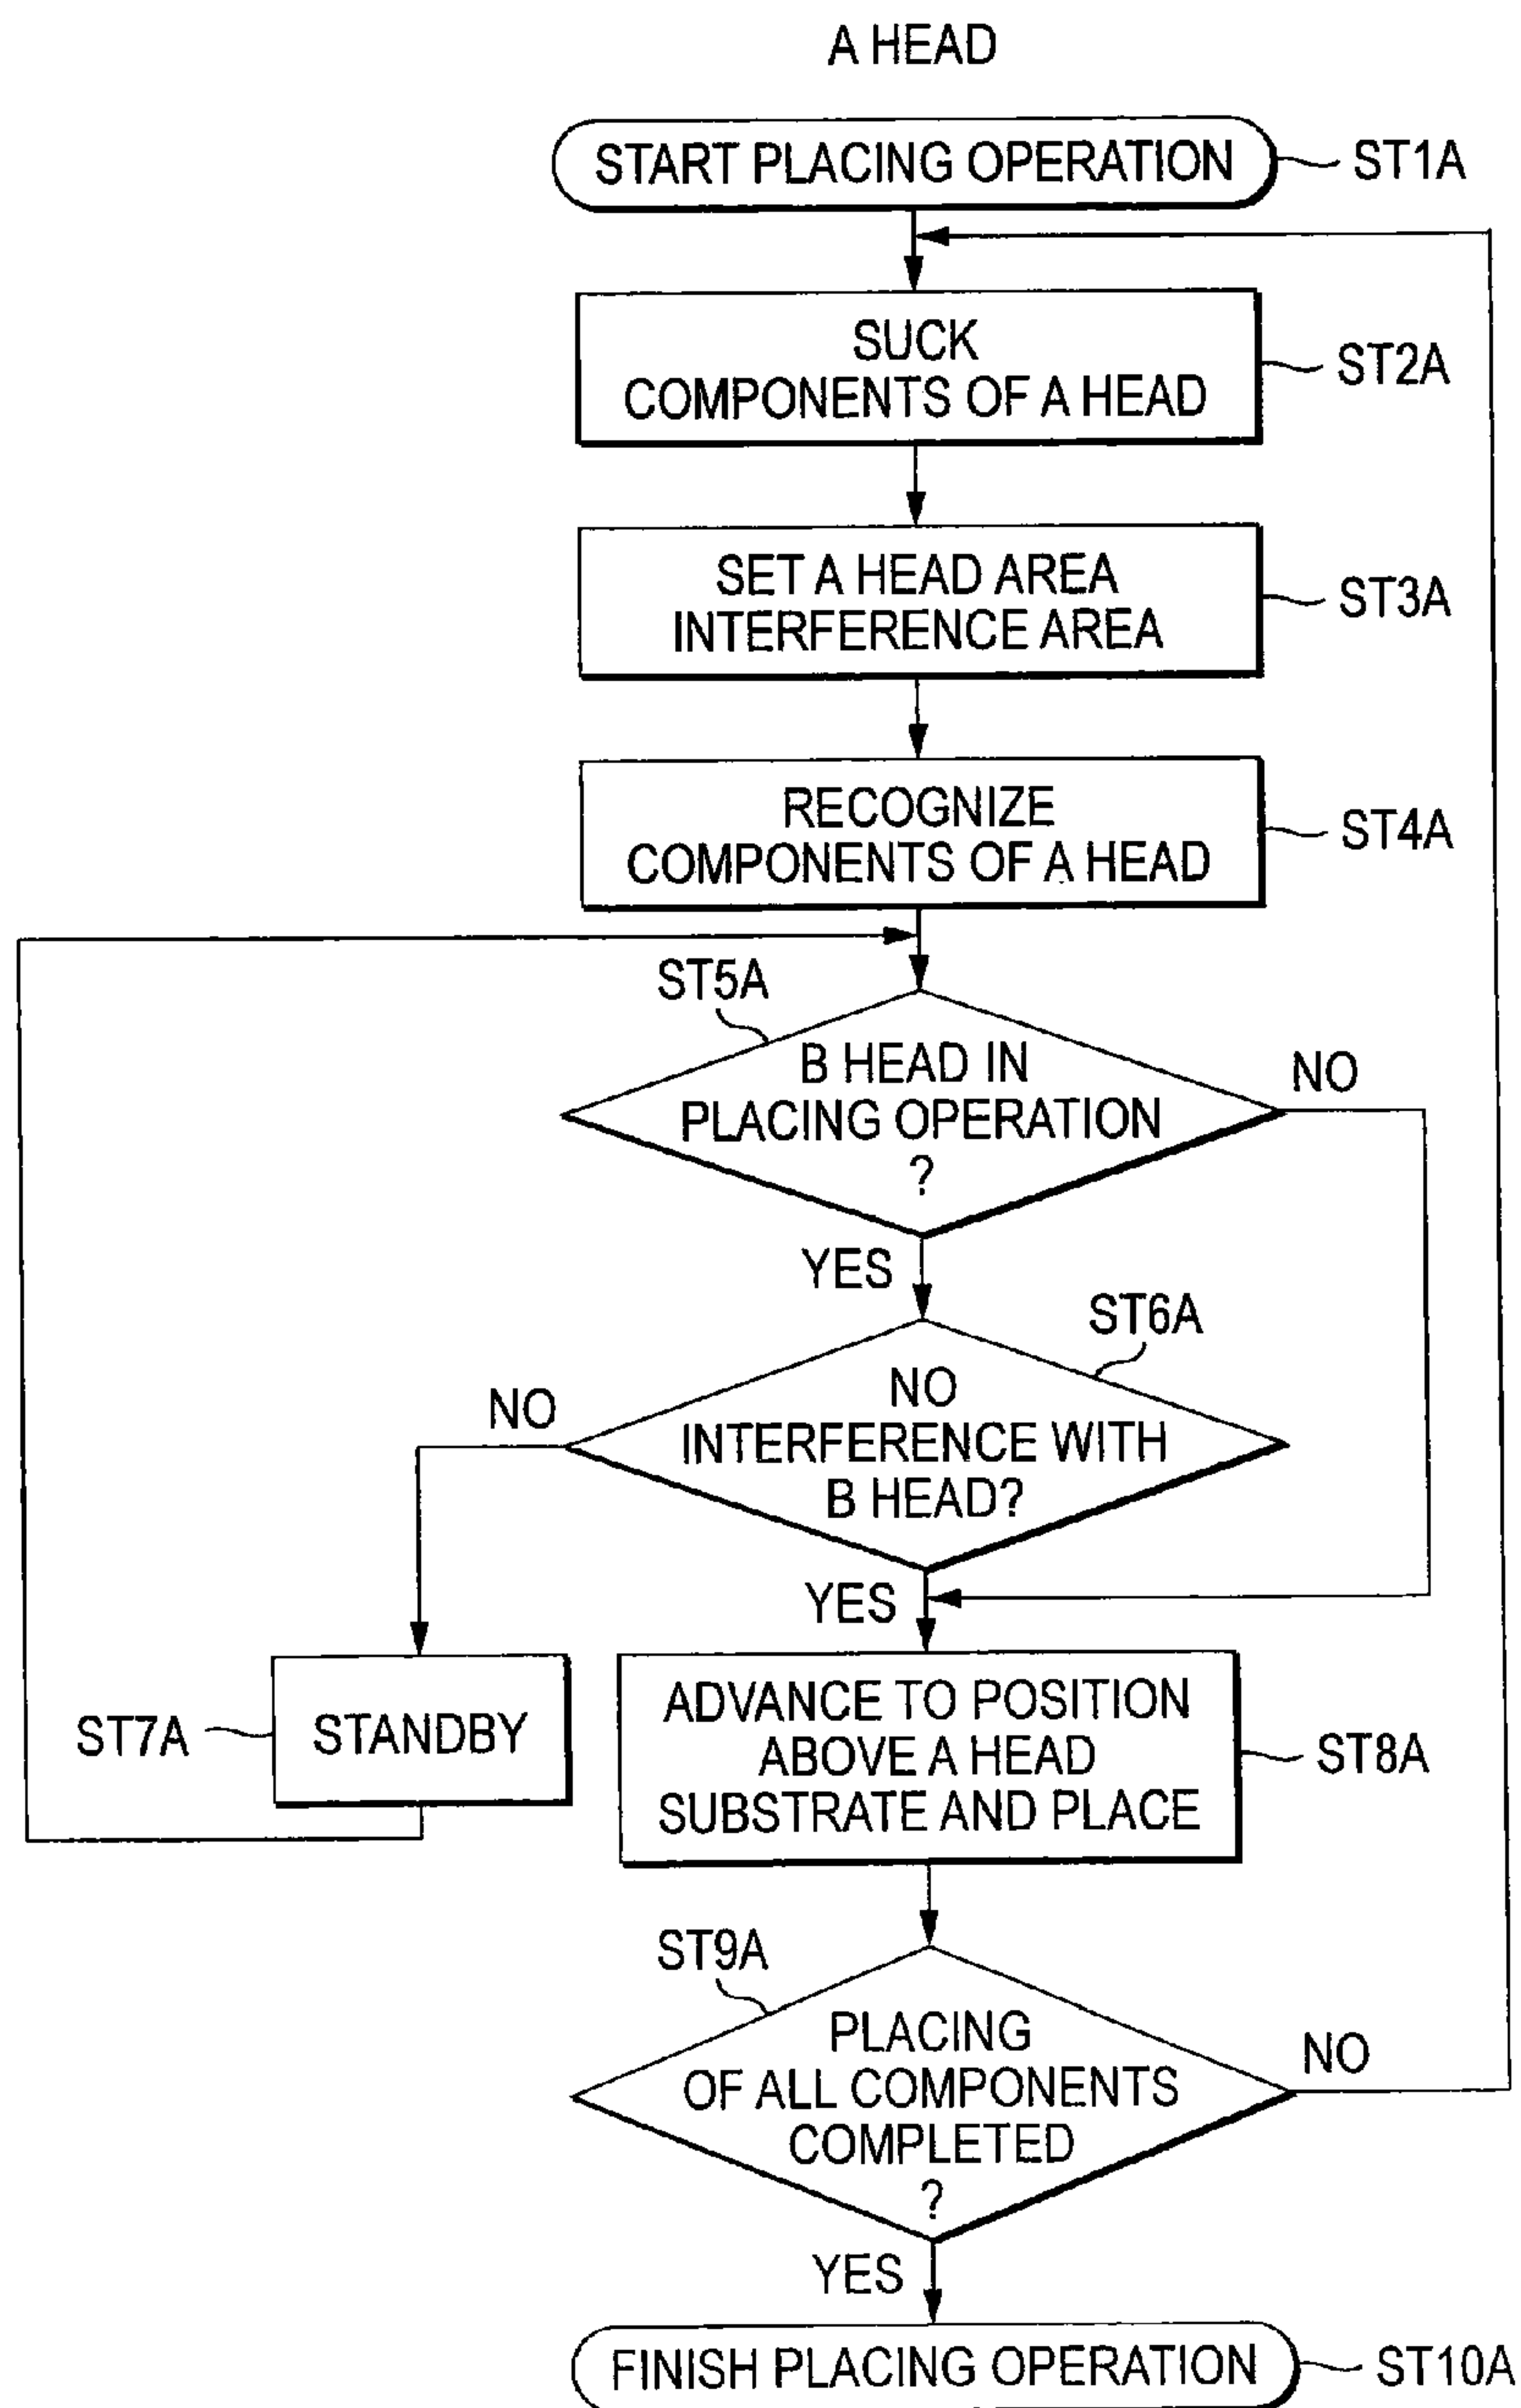 A HEAD
START PLACING OPERATION
ST1A
SUCK
COMPONENTS OF A HEAD
ST2A
SET A HEAD AREA
INTERFERENCE AREA
ST3A
RECOGNIZE
COMPONENTS OF A HEAD
ST4A
ST5A
B HEAD IN
PLACING OPERATION
?
NO
YES
ST6A
NO
INTERFERENCE WITH
B HEAD?
NO
YES
ST7A
STANDBY
ADVANCE TO POSITION
ABOVE A HEAD
SUBSTRATE AND PLACE
ST8A
ST9A
PLACING
OF ALL COMPONENTS
COMPLETED
?
NO
YES
FINISH PLACING OPERATION
ST10A